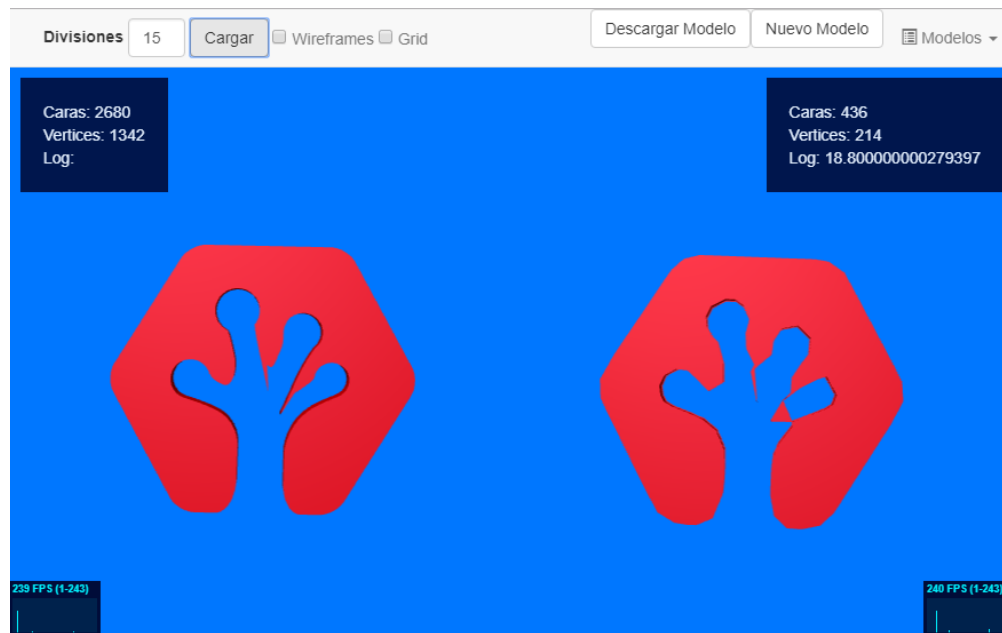 Divisiones 15 Cargar Wireframes Grid Descargar Modelo Nuevo Modelo Modelos
Caras: 2680
Vertices: 1342
Log:
Caras: 436
Vertices: 214
Log: 18.800000000279397
239 FPS (1-243)
240 FPS (1-243)